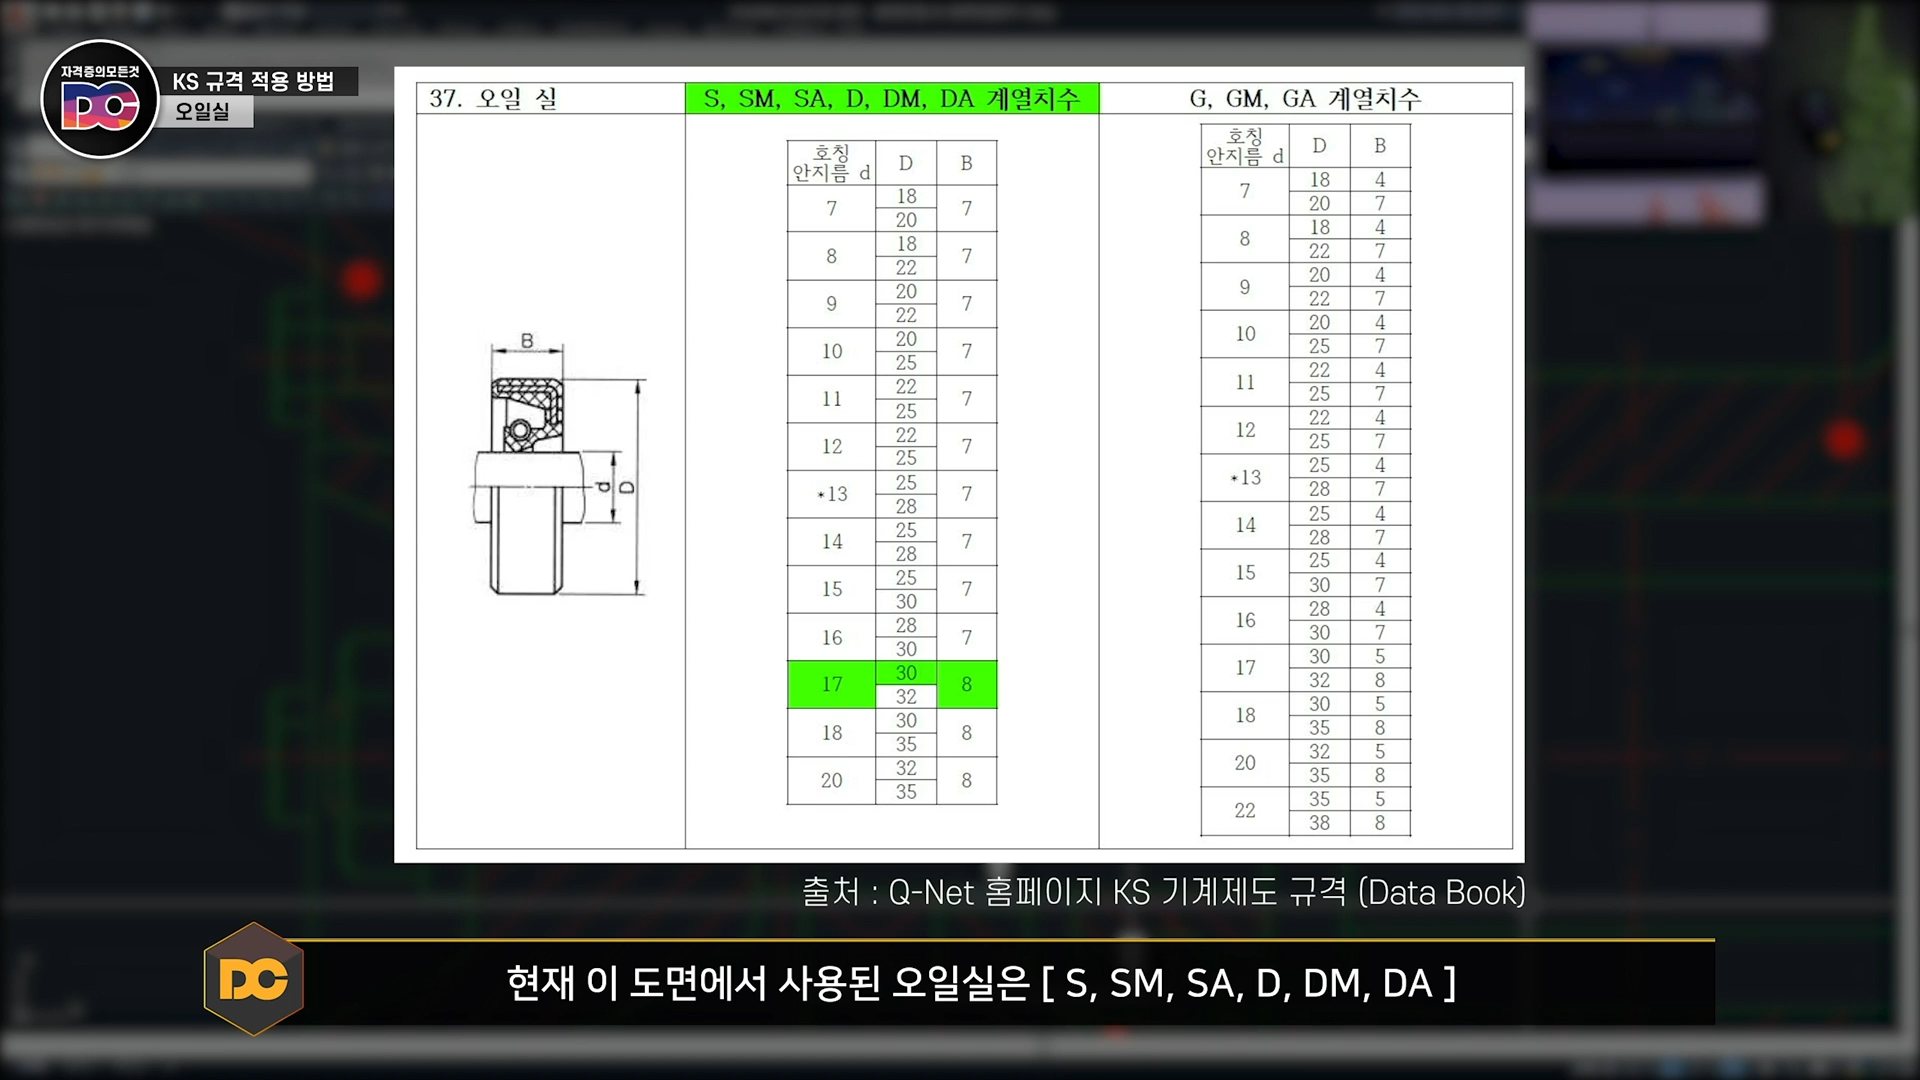 자격증의모든것
DC
KS 규격 적용 방법
오일실
37. 오일 실
S, SM, SA, D, DM, DA 계열치수
G, GM, GA 계열치수
B
d
D
호칭 안지름 d D B
7 18 7
20
8 18 7
22
9 20 7
22
10 20 7
25
11 22 7
25
12 22 7
25
*13 25 7
28
14 25 7
28
15 25 7
30
16 28 7
30
17 30 8
32
18 30 8
35
20 32 8
35
호칭 안지름 d D B
7 18 4
20 7
8 18 4
22 7
9 20 4
22 7
10 20 4
25 7
11 22 4
25 7
12 22 4
25 7
*13 25 4
28 7
14 25 4
28 7
15 25 4
30 7
16 28 4
30 7
17 30 5
32 8
18 30 5
35 8
20 32 5
35 8
22 35 5
38 8
출처 : Q-Net 홈페이지 KS 기계제도 규격 (Data Book)
DC
현재 이 도면에서 사용된 오일실은 [ S, SM, SA, D, DM, DA ]